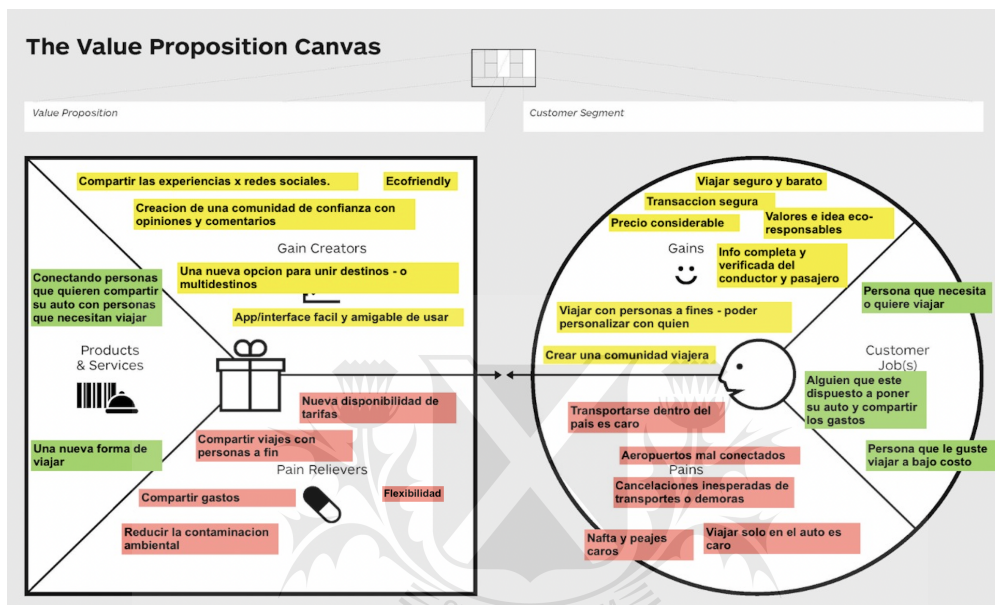 The Value Proposition Canvas
Value Proposition
Customer Segment
Compartir las experiencias x redes sociales.
Ecofriendly
Creacion de una comunidad de confianza con
opiniones y comentarios
Gain Creators
Una nueva opcion para unir destinos - o
multidestinos
App/interface facil y amigable de usar
Conectando personas
que quieren compartir
su auto con personas
que necesitan viajar
Products
& Services
Una nueva forma de
viajar
Nueva disponibilidad de
tarifas
Compartir viajes con
personas a fin
Pain Relievers
Compartir gastos
Flexibilidad
Reducir la contaminacion
ambiental
Viajar seguro y barato
Transaccion segura
Precio considerable
Valores e idea eco-
responsables
Gains
Info completa y
verificada del
conductor y pasajero
Viajar con personas a fines - poder
personalizar con quien
Crear una comunidad viajera
Persona que necesita
o quiere viajar
Customer
Job(s)
Alguien que este
dispuesto a poner
su auto y compartir
los gastos
Persona que le guste
viajar a bajo costo
Transportarse dentro del
pais es caro
Aeropuertos mal conectados
Pains
Cancelaciones inesperadas de
transportes o demoras
Nafta y peajes
caros
Viajar solo en el auto es
caro